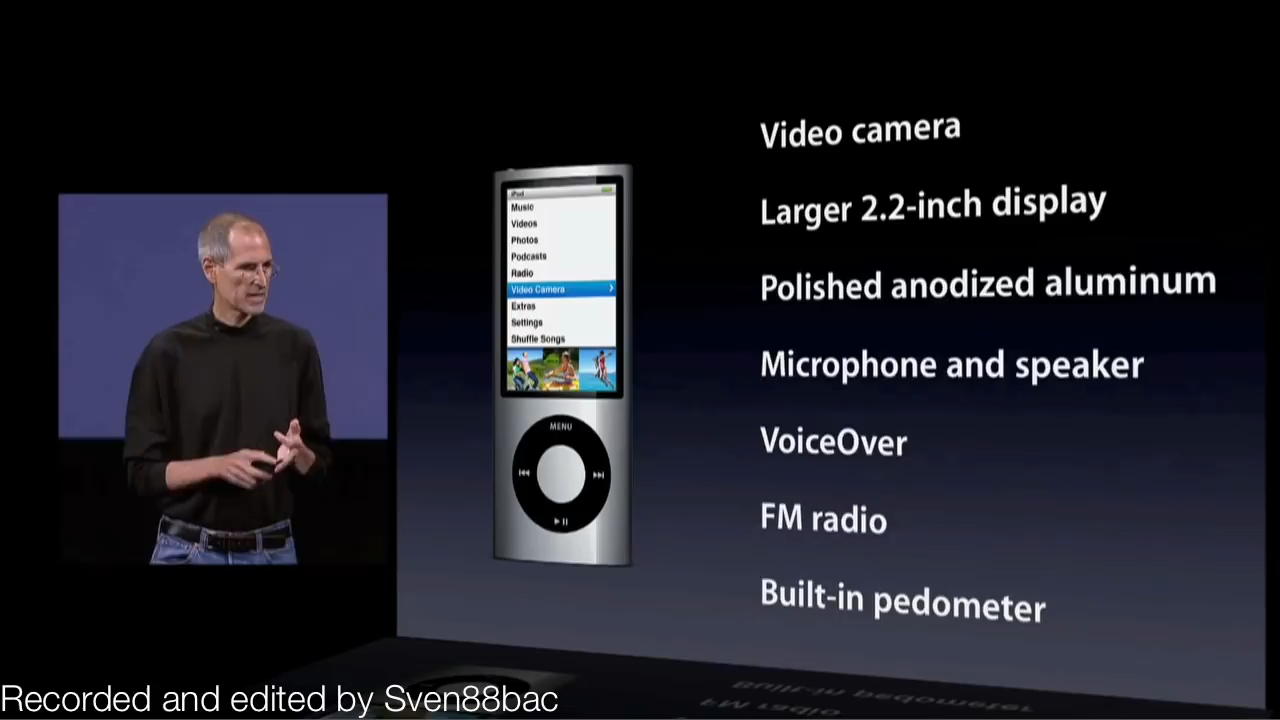 Video camera
Larger 2.2-inch display
Polished anodized aluminum
Microphone and speaker
VoiceOver
FM radio
Built-in pedometer
iPod
Music
Videos
Photos
Podcasts
Radio
Video Camera
Extras
Settings
Shuffle Songs
MENU
Recorded and edited by Sven88bac